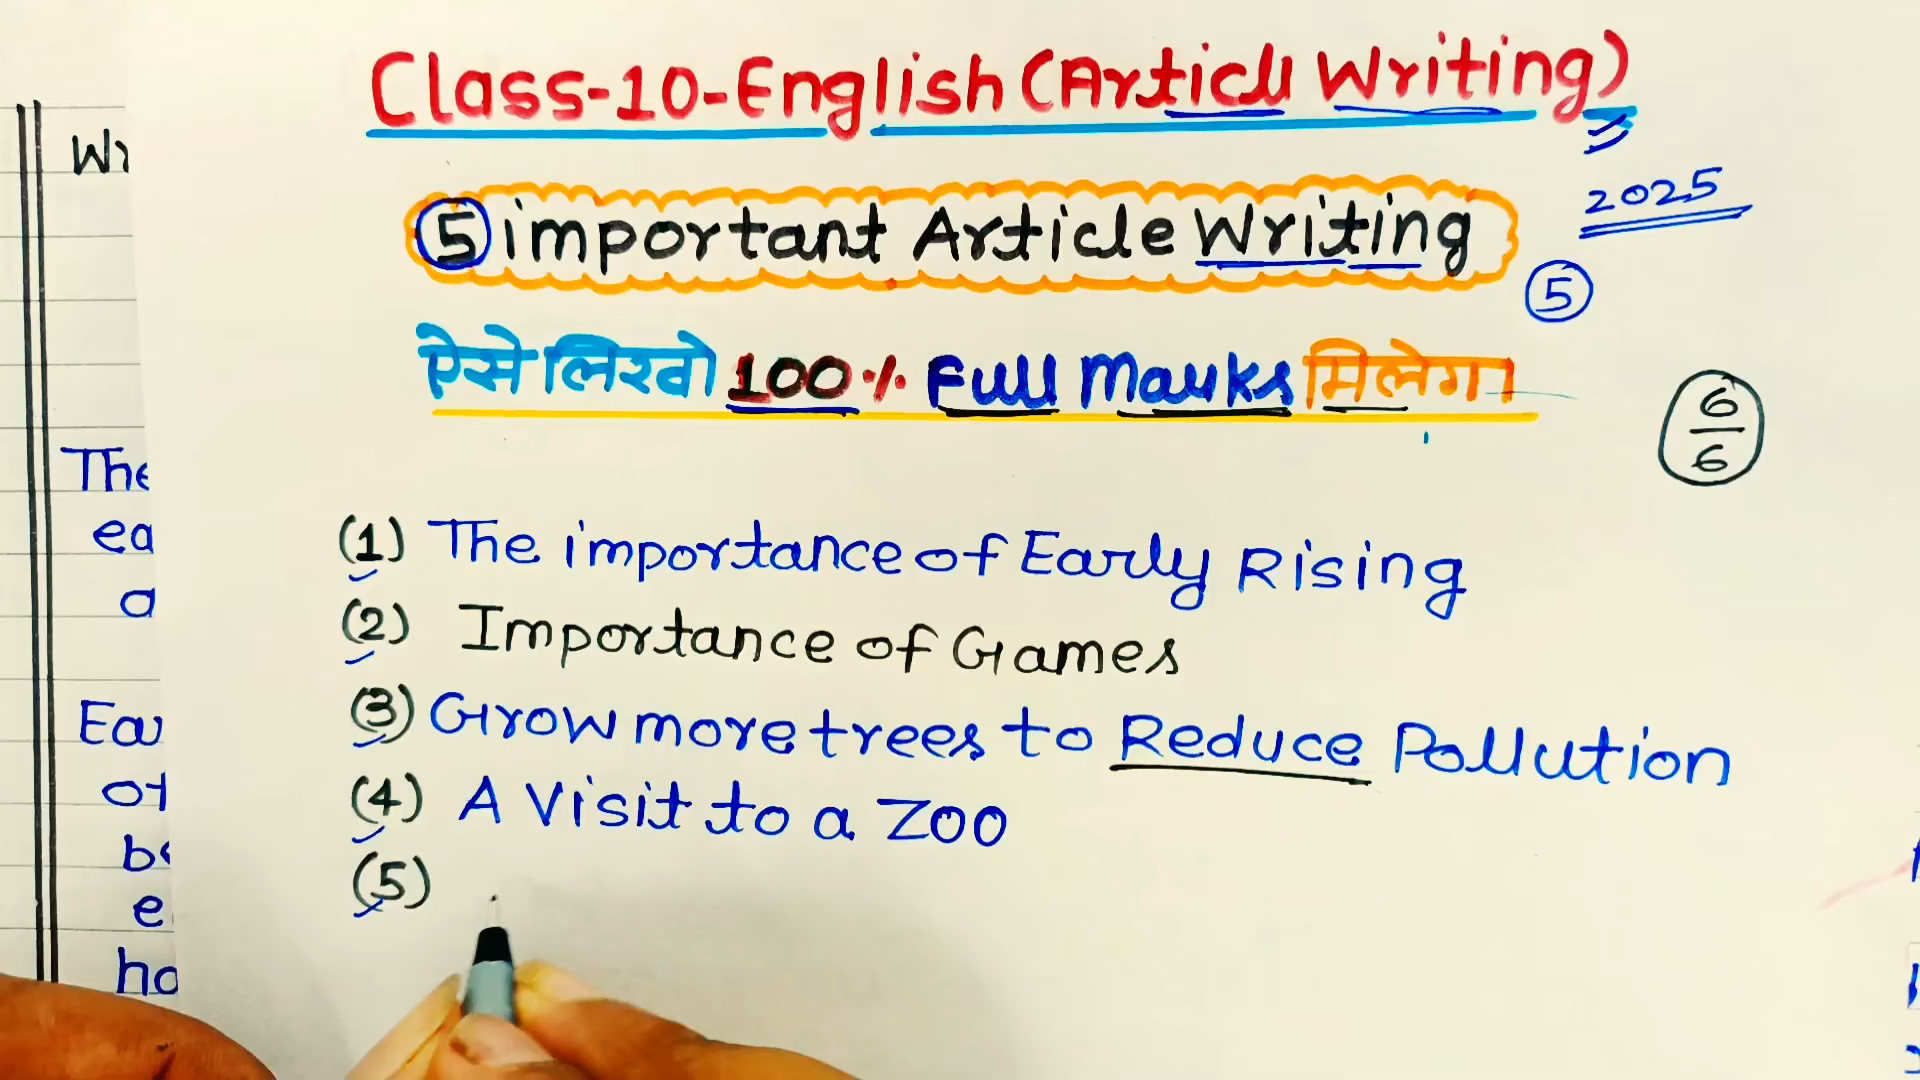 Class-10-English (Article Writing)
2025
5 important Article Writing
5
ऐसे लिखो 100% Full Marks मिलेगा
6
6
(1) The importance of Early Rising
(2) Importance of Games
(3) Grow more trees to Reduce Pollution
(4) A Visit to a Zoo
(5)
The